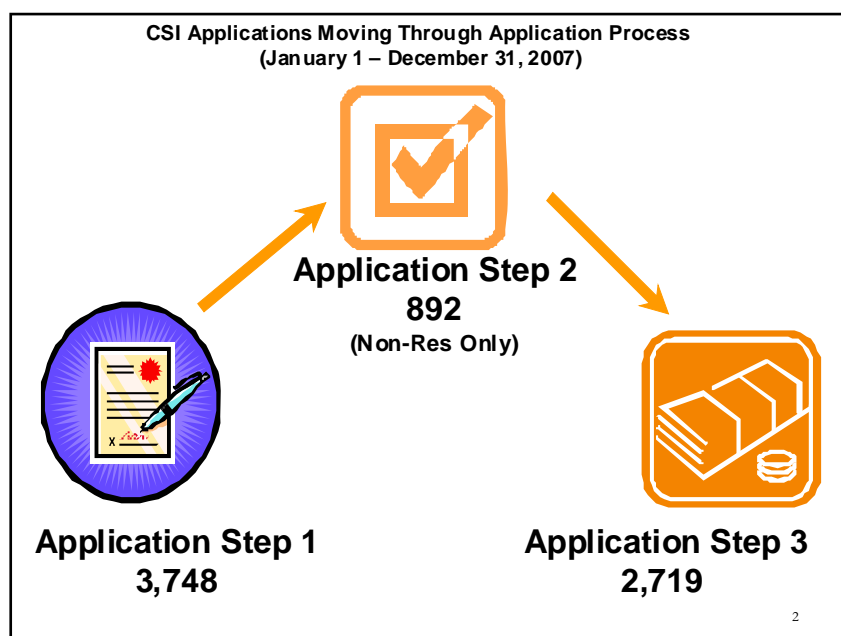 CSI Applications Moving Through Application Process
(January 1 – December 31, 2007)
Application Step 2
892
(Non-Res Only)
X
Application Step 1
3,748
Application Step 3
2,719
2